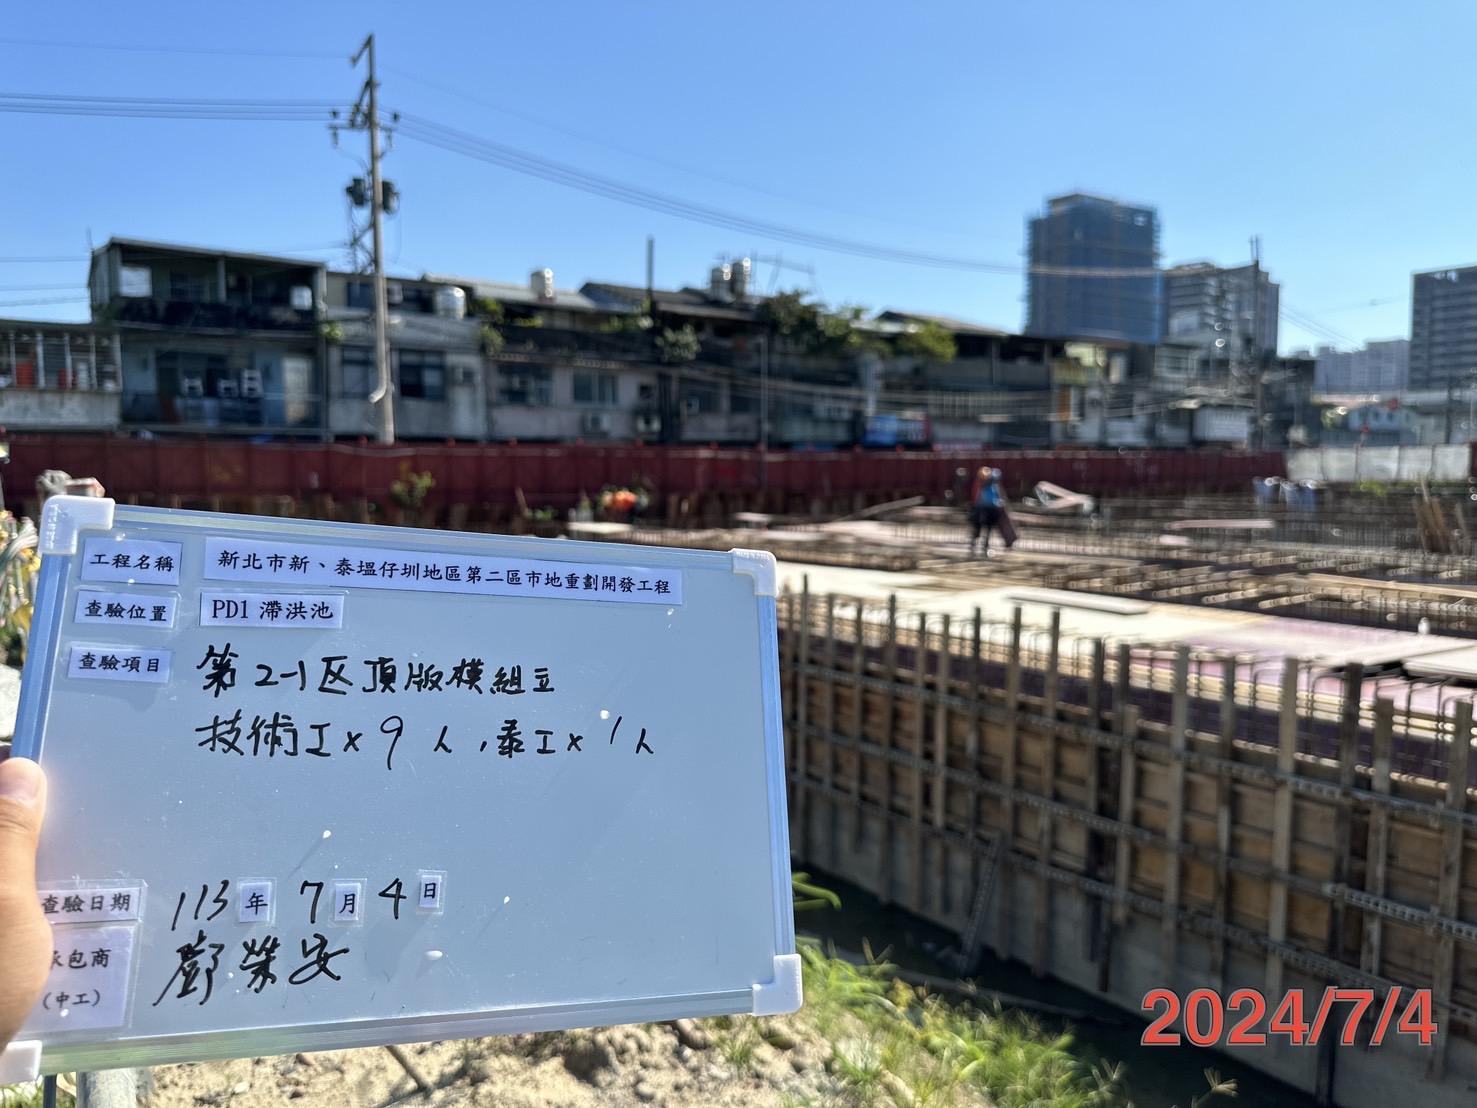 工程名稱 新北市新、泰塭仔圳地區第二區市地重劃開發工程
查驗位置 PD1 滯洪池
查驗項目 第2-1区頂版模組立
技術工x9人,泰工x1人
查驗日期 113年7月4日
承包商 彭榮安
(中工)
2024/7/4